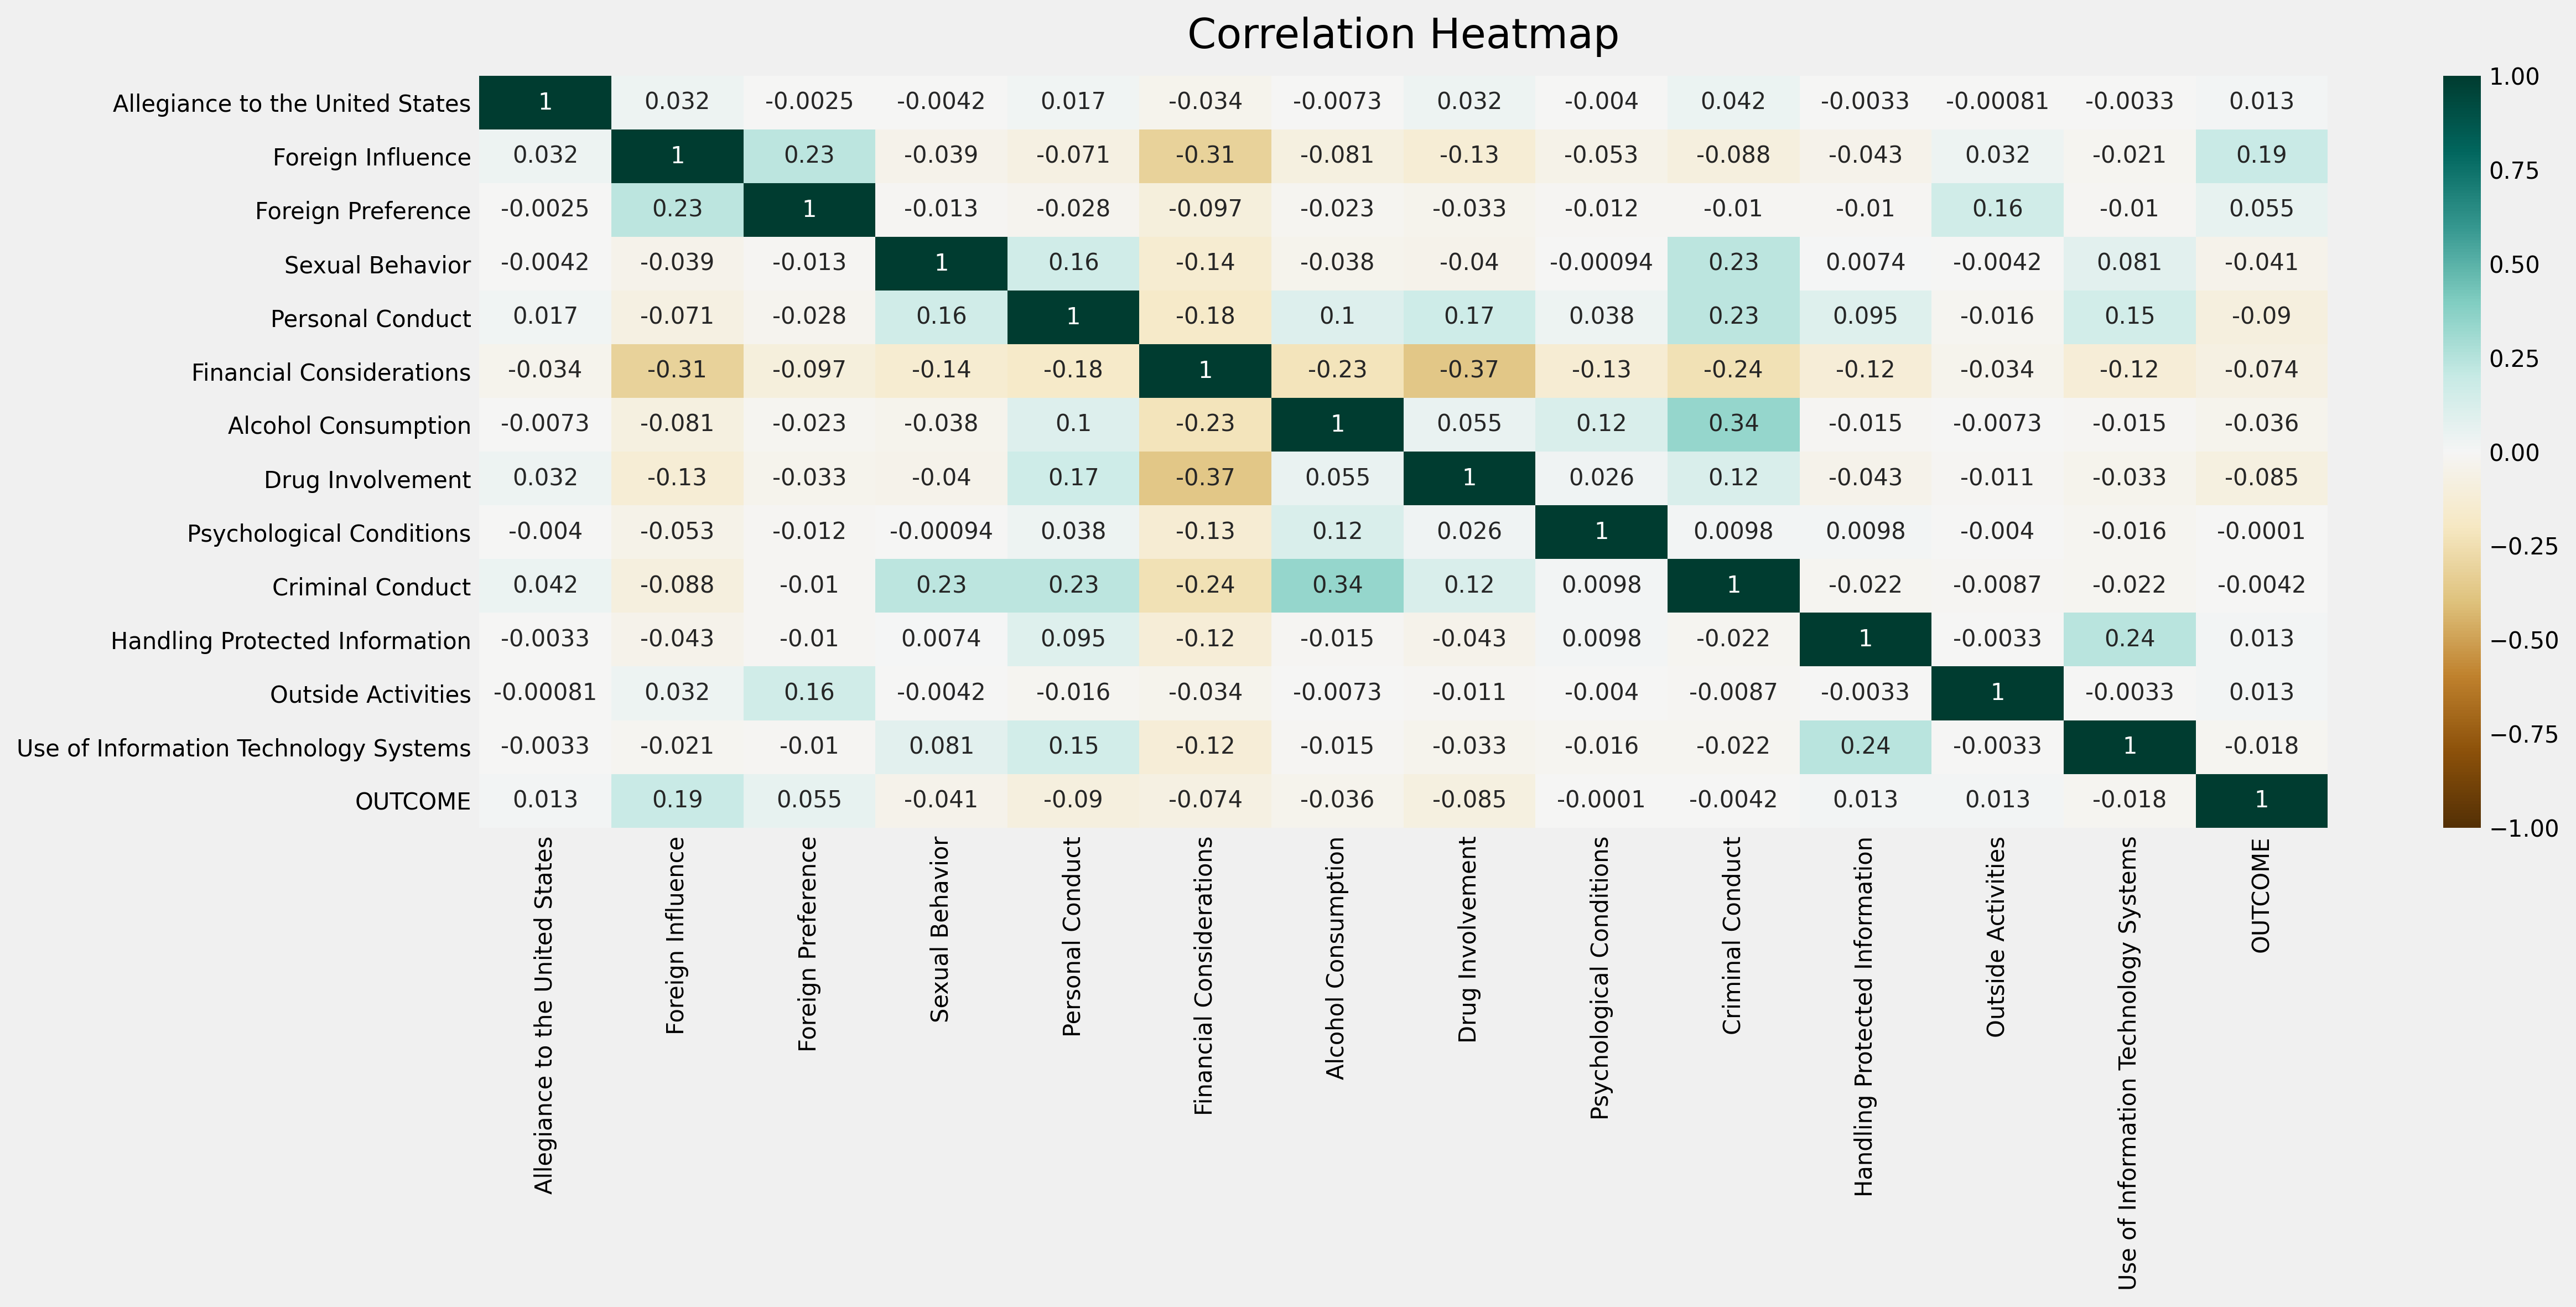 Correlation Heatmap
Allegiance to the United States 1 0.032 -0.0025 -0.0042 0.017 -0.034 -0.0073 0.032 -0.004 0.042 -0.0033 -0.00081 -0.0033 0.013
Foreign Influence 0.032 1 0.23 -0.039 -0.071 -0.31 -0.081 -0.13 -0.053 -0.088 -0.043 0.032 -0.021 0.19
Foreign Preference -0.0025 0.23 1 -0.013 -0.028 -0.097 -0.023 -0.033 -0.012 -0.01 -0.01 0.16 -0.01 0.055
Sexual Behavior -0.0042 -0.039 -0.013 1 0.16 -0.14 -0.038 -0.04 -0.00094 0.23 0.0074 -0.0042 0.081 -0.041
Personal Conduct 0.017 -0.071 -0.028 0.16 1 -0.18 0.1 0.17 0.038 0.23 0.095 -0.016 0.15 -0.09
Financial Considerations -0.034 -0.31 -0.097 -0.14 -0.18 1 -0.23 -0.37 -0.13 -0.24 -0.12 -0.034 -0.12 -0.074
Alcohol Consumption -0.0073 -0.081 -0.023 -0.038 0.1 -0.23 1 0.055 0.12 0.34 -0.015 -0.0073 -0.015 -0.036
Drug Involvement 0.032 -0.13 -0.033 -0.04 0.17 -0.37 0.055 1 0.026 0.12 -0.043 -0.011 -0.033 -0.085
Psychological Conditions -0.004 -0.053 -0.012 -0.00094 0.038 -0.13 0.12 0.026 1 0.0098 0.0098 -0.004 -0.016 -0.0001
Criminal Conduct 0.042 -0.088 -0.01 0.23 0.23 -0.24 0.34 0.12 0.0098 1 -0.022 -0.0087 -0.022 -0.0042
Handling Protected Information -0.0033 -0.043 -0.01 0.0074 0.095 -0.12 -0.015 -0.043 0.0098 -0.022 1 -0.0033 0.24 0.013
Outside Activities -0.00081 0.032 0.16 -0.0042 -0.016 -0.034 -0.0073 -0.011 -0.004 -0.0087 -0.0033 1 -0.0033 0.013
Use of Information Technology Systems -0.0033 -0.021 -0.01 0.081 0.15 -0.12 -0.015 -0.033 -0.016 -0.022 0.24 -0.0033 1 -0.018
OUTCOME 0.013 0.19 0.055 -0.041 -0.09 -0.074 -0.036 -0.085 -0.0001 -0.0042 0.013 0.013 -0.018 1
Allegiance to the United States
Foreign Influence
Foreign Preference
Sexual Behavior
Personal Conduct
Financial Considerations
Alcohol Consumption
Drug Involvement
Psychological Conditions
Criminal Conduct
Handling Protected Information
Outside Activities
Use of Information Technology Systems
OUTCOME
1.00
0.75
0.50
0.25
0.00
−0.25
−0.50
−0.75
−1.00